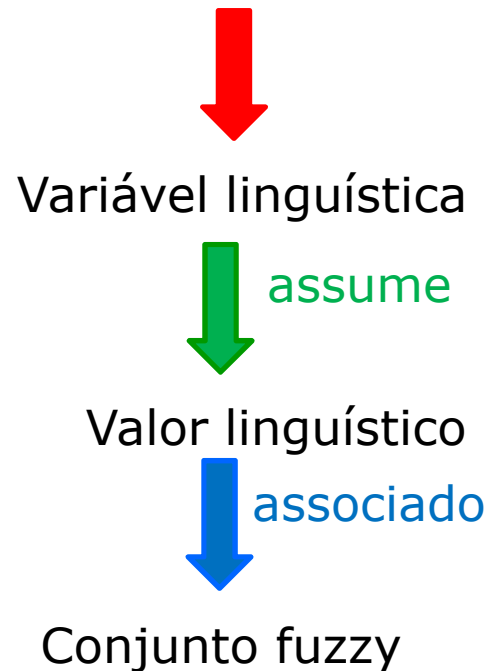 Variável linguística
assume
Valor linguístico
associado
Conjunto fuzzy